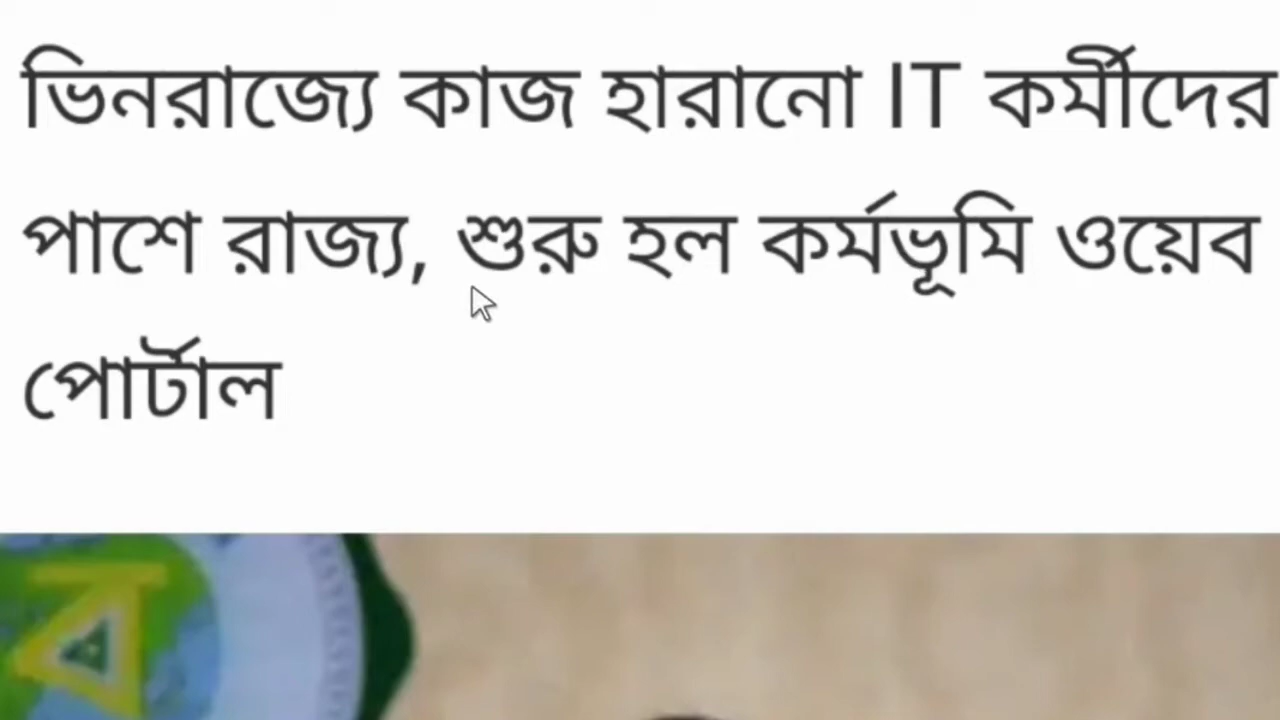 ভিনরাজ্যে কাজ হারানো IT কর্মীদের
পাশে রাজ্য, শুরু হল কর্মভূমি ওয়েব
পোর্টাল